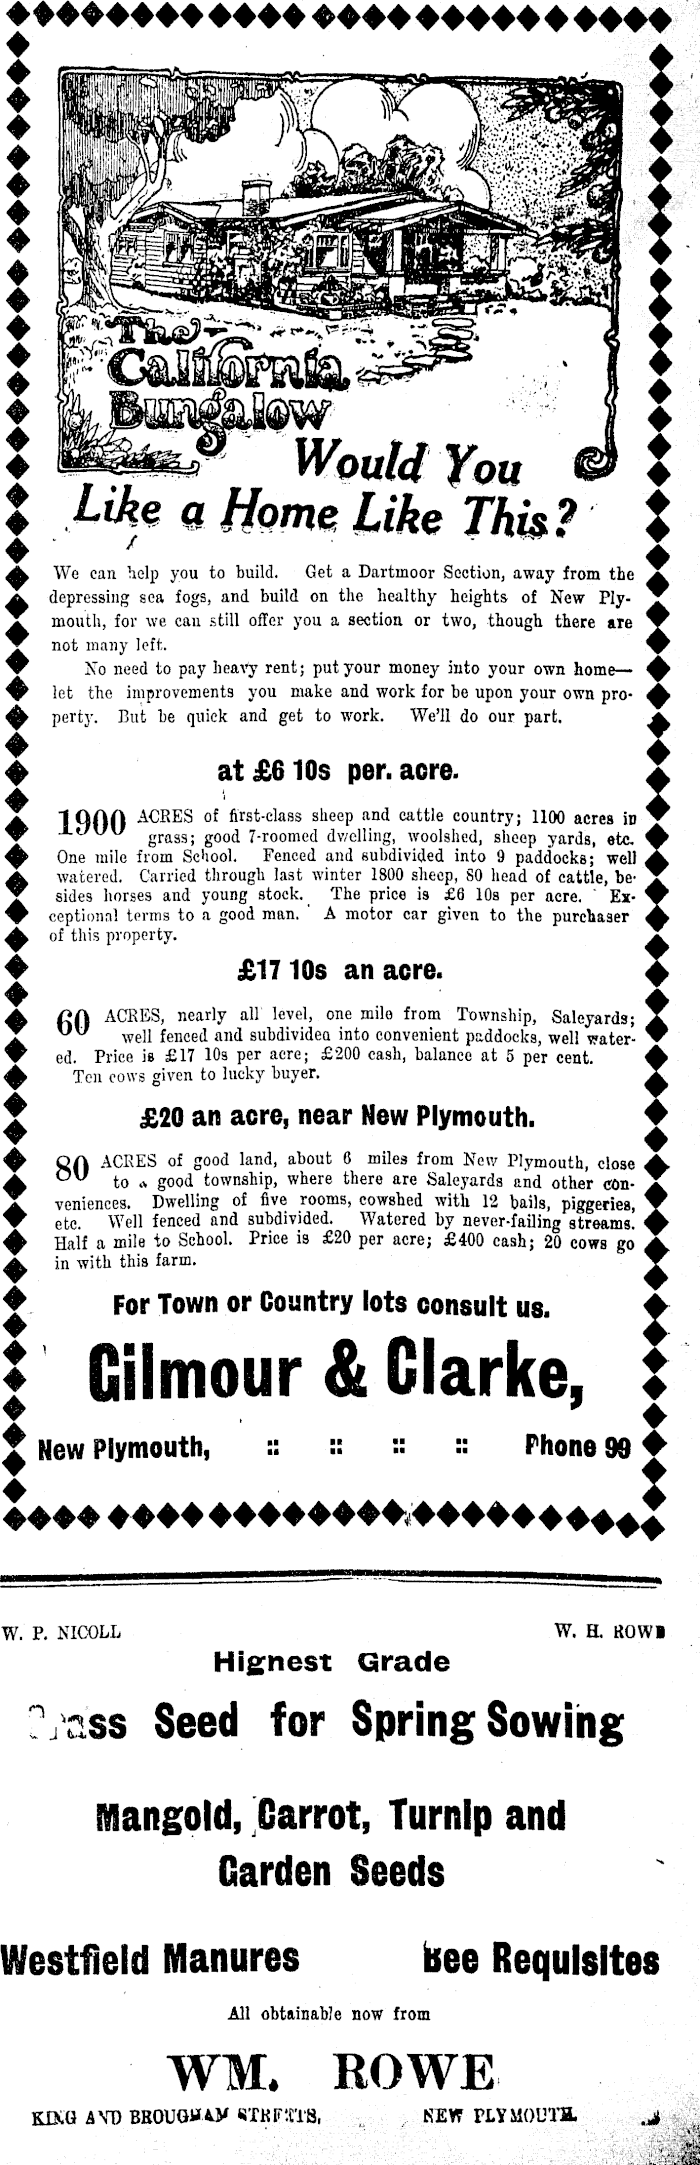 The
California
Bungalow
Would You
Like a Home Like This?
We can help you to build. Get a Dartmoor Section, away from the
depressing sea fogs, and build on the healthy heights of New Ply-
mouth, for we can still offer you a section or two, though there are
not many left.
No need to pay heavy rent; put your money into your own home—
let the improvements you make and work for be upon your own pro-
perty. But be quick and get to work. We'll do our part.
at £6 10s per. acre.
1900 ACRES of first-class sheep and cattle country; 1100 acres in
grass; good 7-roomed dwelling, woolshed, sheep yards, etc.
One mile from School. Fenced and subdivided into 9 paddocks; well
watered. Carried through last winter 1800 sheep, 80 head of cattle, be-
sides horses and young stock. The price is £6 10s per acre. Ex-
ceptional terms to a good man. A motor car given to the purchaser
of this property.
£17 10s an acre.
60 ACRES, nearly all level, one mile from Township, Saleyards;
well fenced and subdivided into convenient paddocks, well water-
ed. Price is £17 10s per acre; £200 cash, balance at 5 per cent.
Ten cows given to lucky buyer.
£20 an acre, near New Plymouth.
80 ACRES of good land, about 6 miles from New Plymouth, close
to a good township, where there are Saleyards and other con-
veniences. Dwelling of five rooms, cowshed with 12 bails, piggeries,
etc. Well fenced and subdivided. Watered by never-failing streams.
Half a mile to School. Price is £20 per acre; £400 cash; 20 cows go
in with this farm.
For Town or Country lots consult us.
Gilmour & Clarke,
New Plymouth, :: :: :: :: Phone 99
W. P. NICOLL W. H. ROWE
Hignest Grade
Grass Seed for Spring Sowing
Mangold, Carrot, Turnip and
Garden Seeds
Westfield Manures Bee Requisites
All obtainable now from
WM. ROWE
KING AND BROUGHAM STREETS, NEW PLYMOUTH.